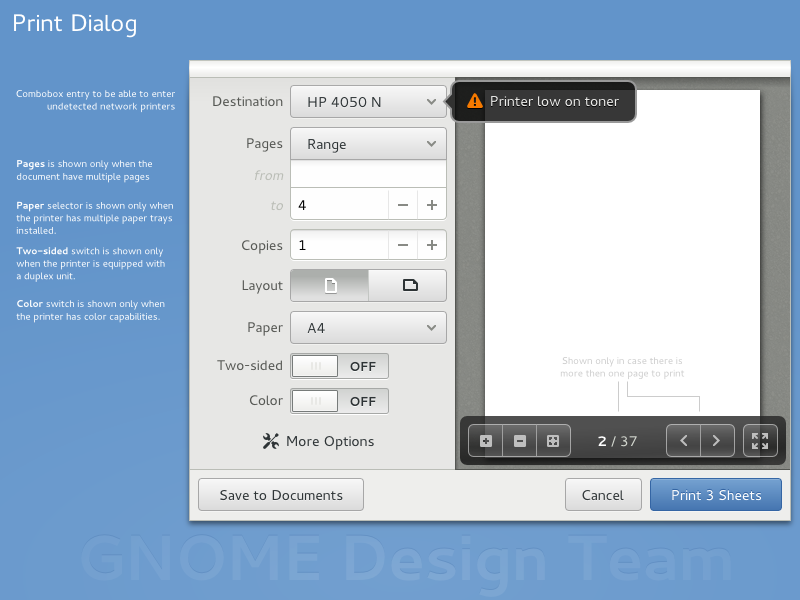 Print Dialog
Combobox entry to be able to enter
undetected network printers
Pages is shown only when the
document have multiple pages
Paper selector is shown only when
the printer has multiple paper trays
installed.
Two-sided switch is shown only
when the printer is equipped with
a duplex unit.
Color switch is shown only when
the printer has color capabilities.
Destination HP 4050 N
Printer low on toner
Pages Range
from
to 4
Copies 1
Layout
Paper A4
Two-sided OFF
Color OFF
More Options
Shown only in case there is
more then one page to print
2 / 37
Save to Documents
Cancel
Print 3 Sheets
GNOME Design Team